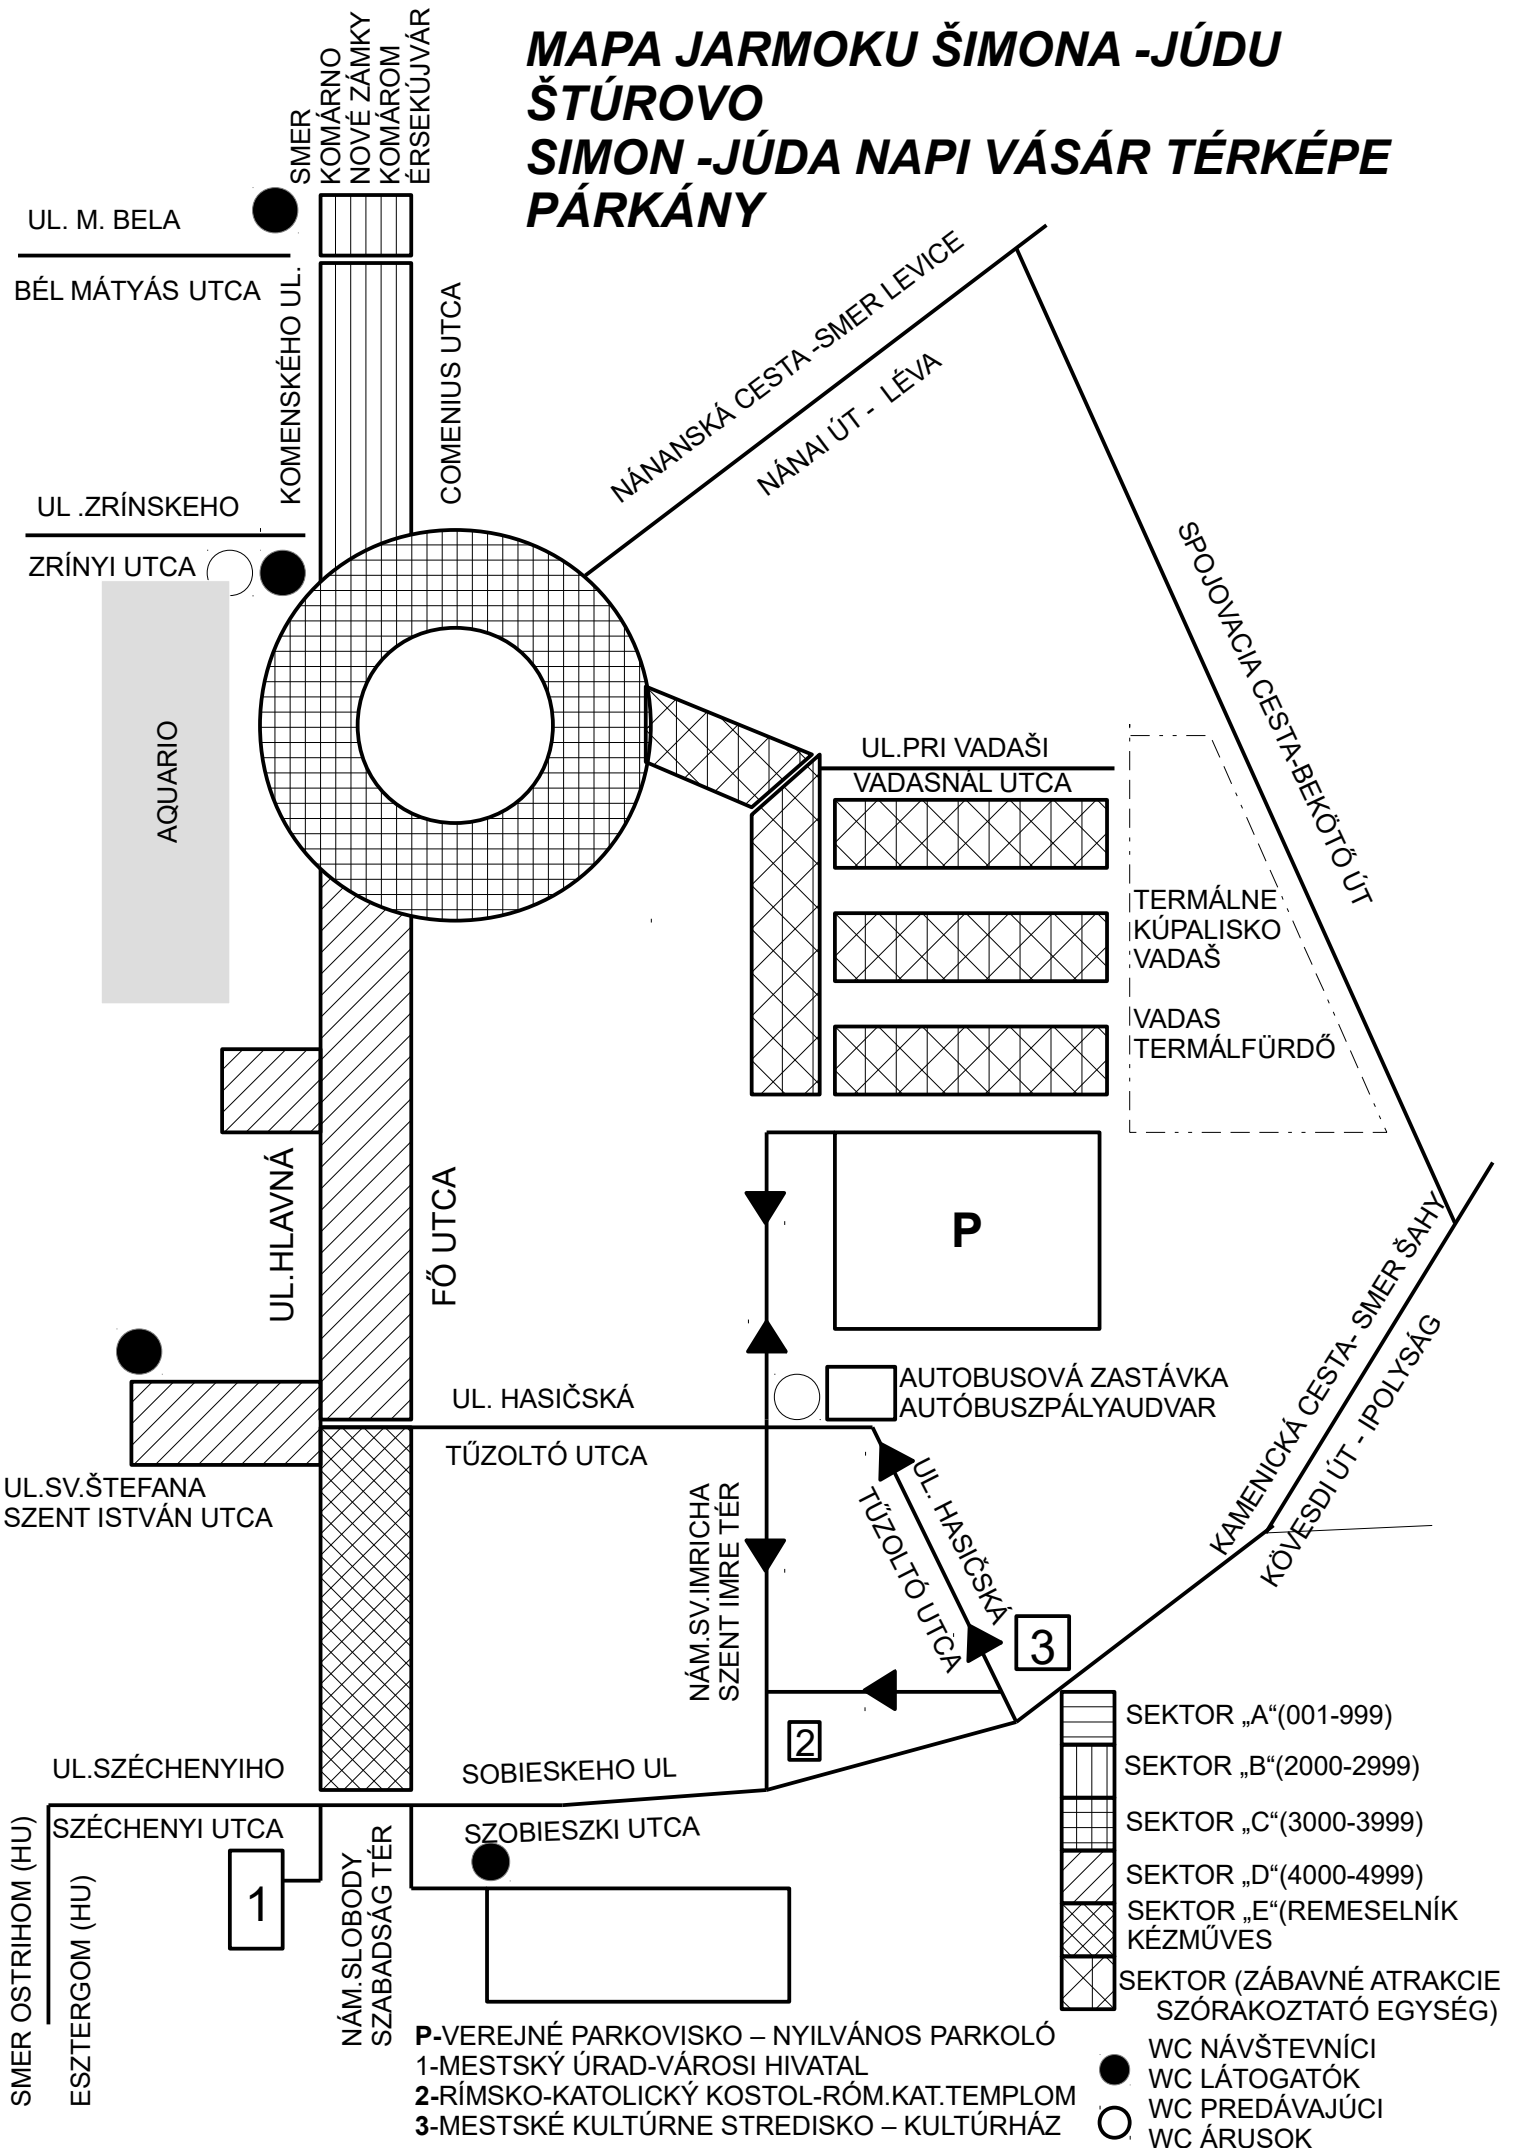 MAPA JARMOKU ŠIMONA -JÚDU
ŠTÚROVO
SIMON -JÚDA NAPI VÁSÁR TÉRKÉPE
PÁRKÁNY
SMER
KOMÁRNO
NOVÉ ZÁMKY
KOMÁROM
ÉRSEKÚJVÁR
UL. M. BELA
BÉL MÁTYÁS UTCA
KOMENSKÉHO UL.
COMENIUS UTCA
NÁNANSKÁ CESTA -SMER LEVICE
NÁNAI ÚT - LÉVA
UL .ZRÍNSKEHO
ZRÍNYI UTCA
AQUARIO
SPOJOVACIA CESTA-BEKÖTŐ ÚT
UL.PRI VADAŠI
VADASNÁL UTCA
TERMÁLNE
KÚPALISKO
VADAŠ
VADAS
TERMÁLFÜRDŐ
UL.HLAVNÁ
FŐ UTCA
P
KAMENICKÁ CESTA- SMER ŠAHY
KÖVESDI ÚT - IPOLYSÁG
AUTOBUSOVÁ ZASTÁVKA
AUTÓBUSZPÁLYAUDVAR
UL. HASIČSKÁ
TŰZOLTÓ UTCA
UL.SV.ŠTEFANA
SZENT ISTVÁN UTCA
NÁM.SV.IMRICHA
SZENT IMRE TÉR
UL. HASIČSKÁ
TŰZOLTÓ UTCA
3
2
UL.SZÉCHENYIHO
SZÉCHENYI UTCA
SOBIESKEHO UL
SZOBIESZKI UTCA
1
SMER OSTRIHOM (HU)
ESZTERGOM (HU)
NÁM.SLOBODY
SZABADSÁG TÉR
SEKTOR „A“(001-999)
SEKTOR „B“(2000-2999)
SEKTOR „C“(3000-3999)
SEKTOR „D“(4000-4999)
SEKTOR „E“(REMESELNÍK
KÉZMŰVES
SEKTOR (ZÁBAVNÉ ATRAKCIE
SZÓRAKOZTATÓ EGYSÉG)
P-VEREJNÉ PARKOVISKO – NYILVÁNOS PARKOLÓ
1-MESTSKÝ ÚRAD-VÁROSI HIVATAL
2-RÍMSKO-KATOLICKÝ KOSTOL-RÓM.KAT.TEMPLOM
3-MESTSKÉ KULTÚRNE STREDISKO – KULTÚRHÁZ
WC NÁVŠTEVNÍCI
WC LÁTOGATÓK
WC PREDÁVAJÚCI
WC ÁRUSOK